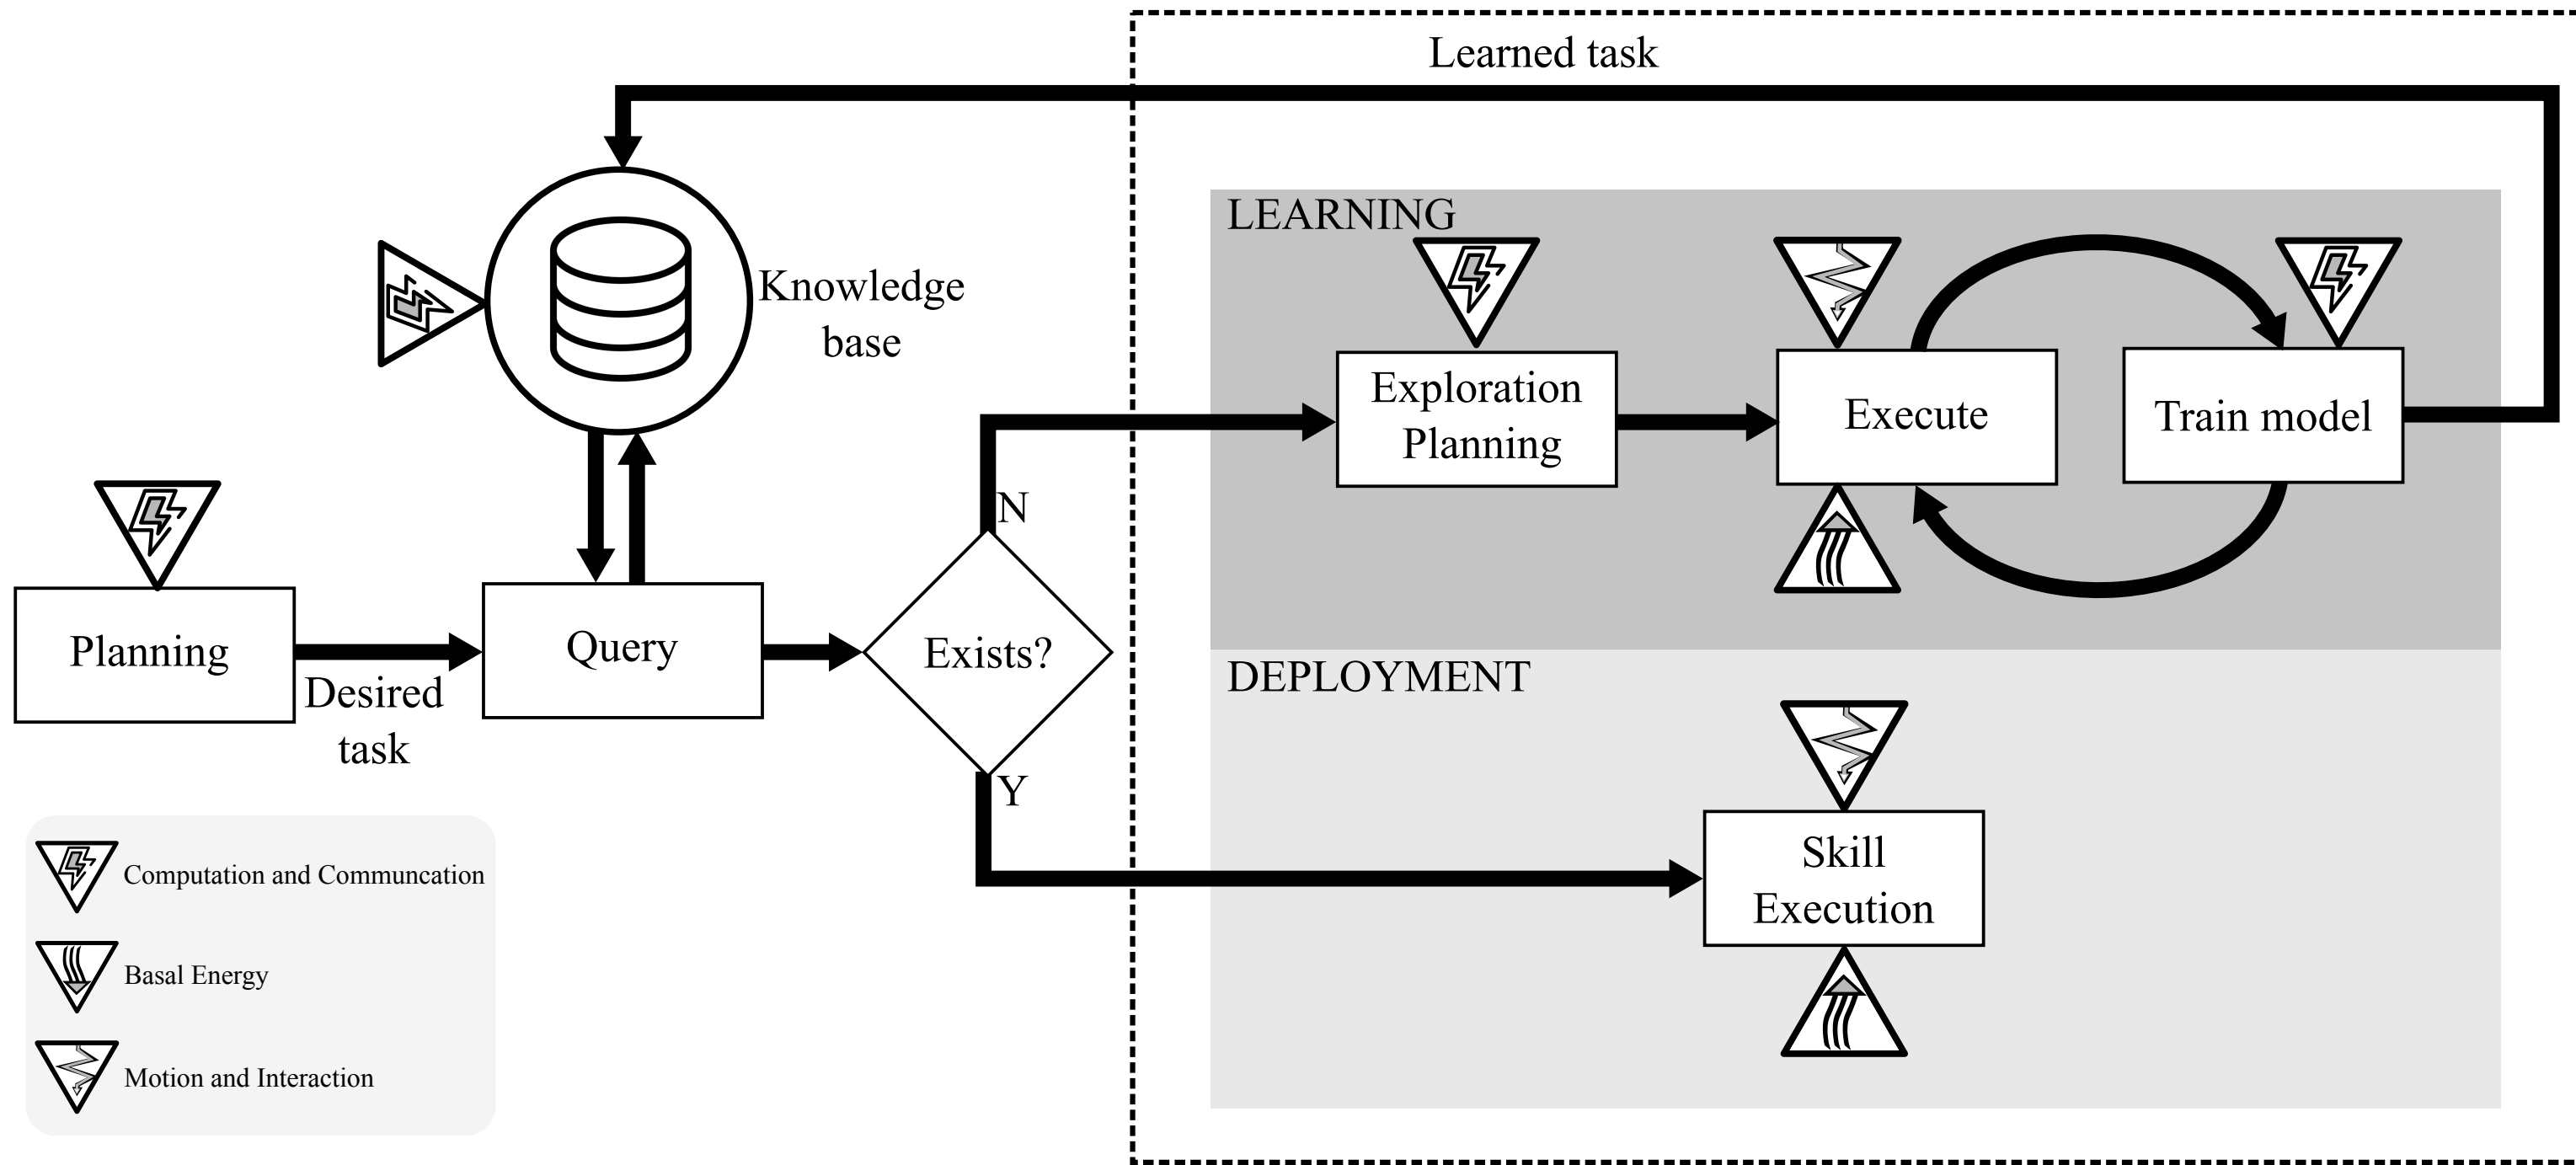 Learned task
LEARNING
Knowledge
base
Exploration
Planning
Execute
Train model
N
Planning
Desired
task
Query
Exists?
DEPLOYMENT
Y
Skill
Execution
Computation and Communcation
Basal Energy
Motion and Interaction